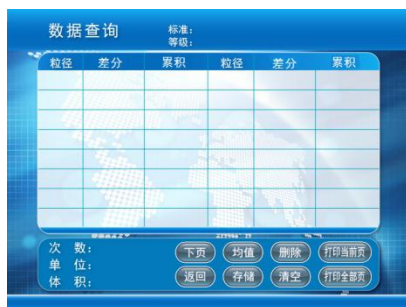 数据查询
标准：
等级：
粒径 差分 累积 粒径 差分 累积
次 数：
单 位：
体 积：
下页 均值 删除 打印当前页
返回 存储 清空 打印全部页